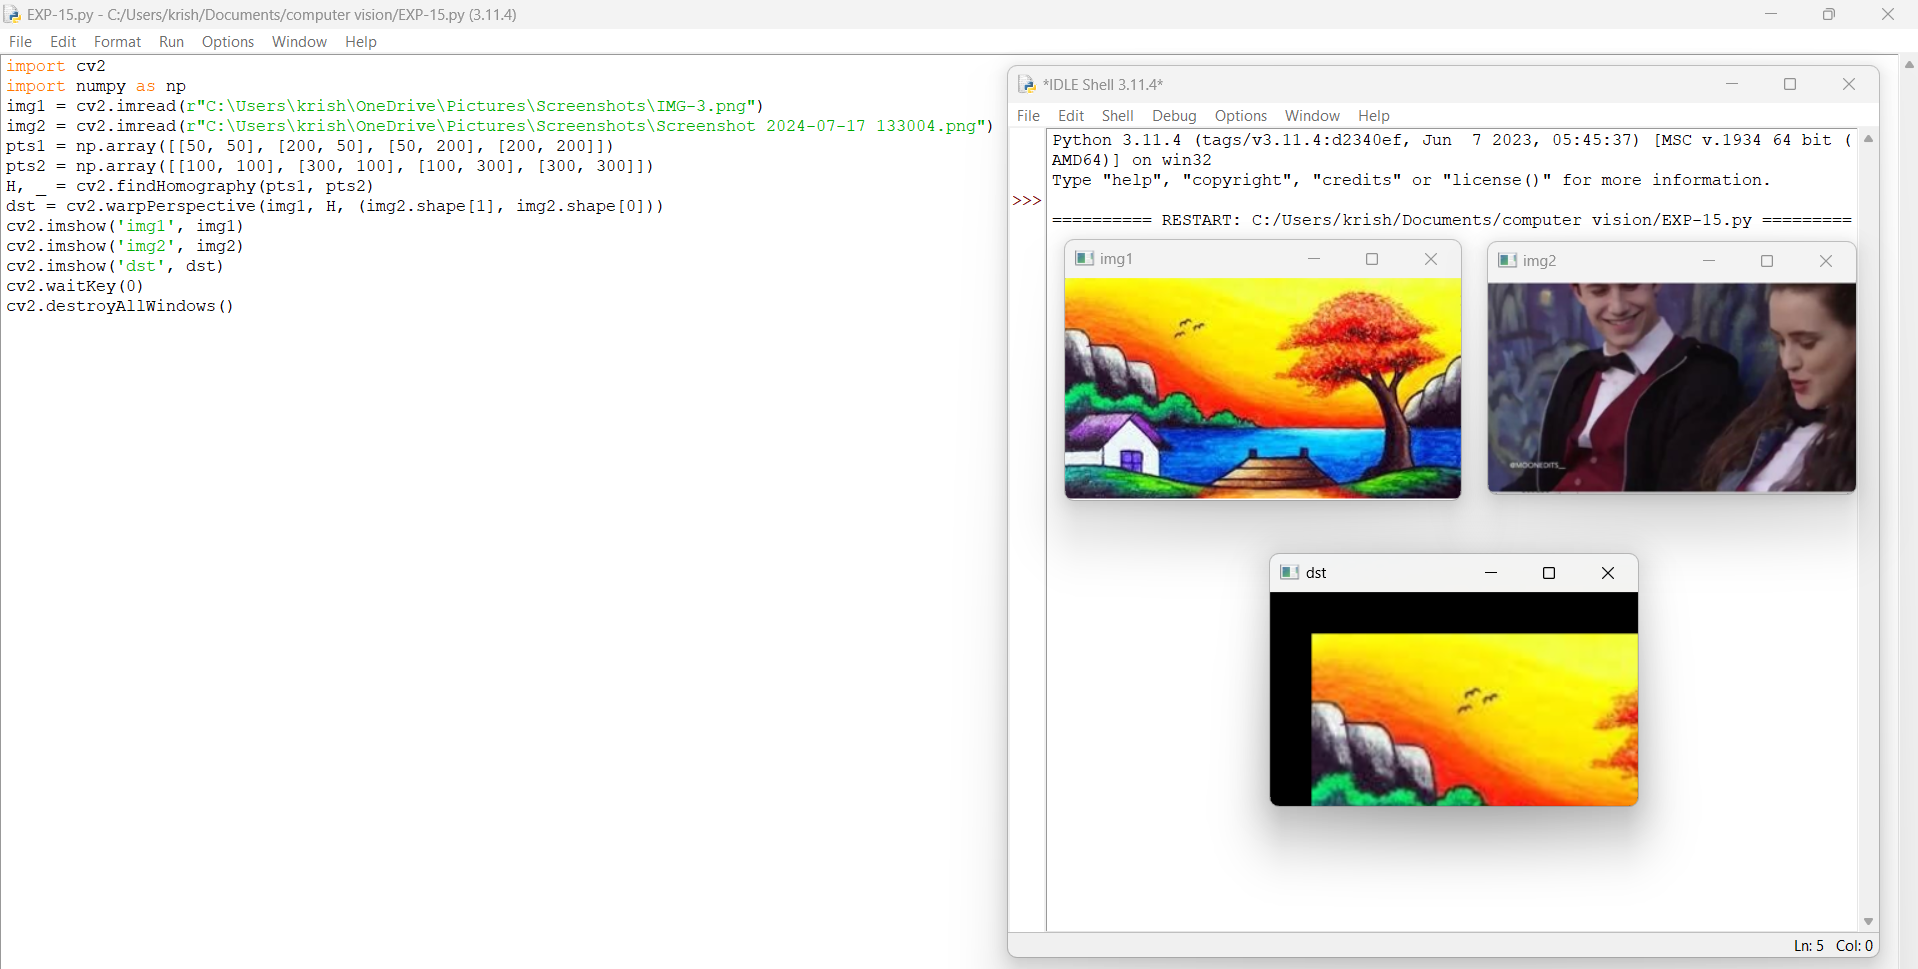 EXP-15.py - C:/Users/krish/Documents/computer vision/EXP-15.py (3.11.4)
File Edit Format Run Options Window Help
import cv2
import numpy as np
img1 = cv2.imread(r"C:\Users\krish\OneDrive\Pictures\Screenshots\IMG-3.png")
img2 = cv2.imread(r"C:\Users\krish\OneDrive\Pictures\Screenshots\Screenshot 2024-07-17 133004.png")
pts1 = np.array([[50, 50], [200, 50], [50, 200], [200, 200]])
pts2 = np.array([[100, 100], [300, 100], [100, 300], [300, 300]])
H, _ = cv2.findHomography(pts1, pts2)
dst = cv2.warpPerspective(img1, H, (img2.shape[1], img2.shape[0]))
cv2.imshow('img1', img1)
cv2.imshow('img2', img2)
cv2.imshow('dst', dst)
cv2.waitKey(0)
cv2.destroyAllWindows()
*IDLE Shell 3.11.4*
File Edit Shell Debug Options Window Help
Python 3.11.4 (tags/v3.11.4:d2340ef, Jun  7 2023, 05:45:37) [MSC v.1934 64 bit (
AMD64)] on win32
Type "help", "copyright", "credits" or "license()" for more information.
>>>
========== RESTART: C:/Users/krish/Documents/computer vision/EXP-15.py =========
img1
img2
@MOONEDITS__
dst
Ln: 5 Col: 0